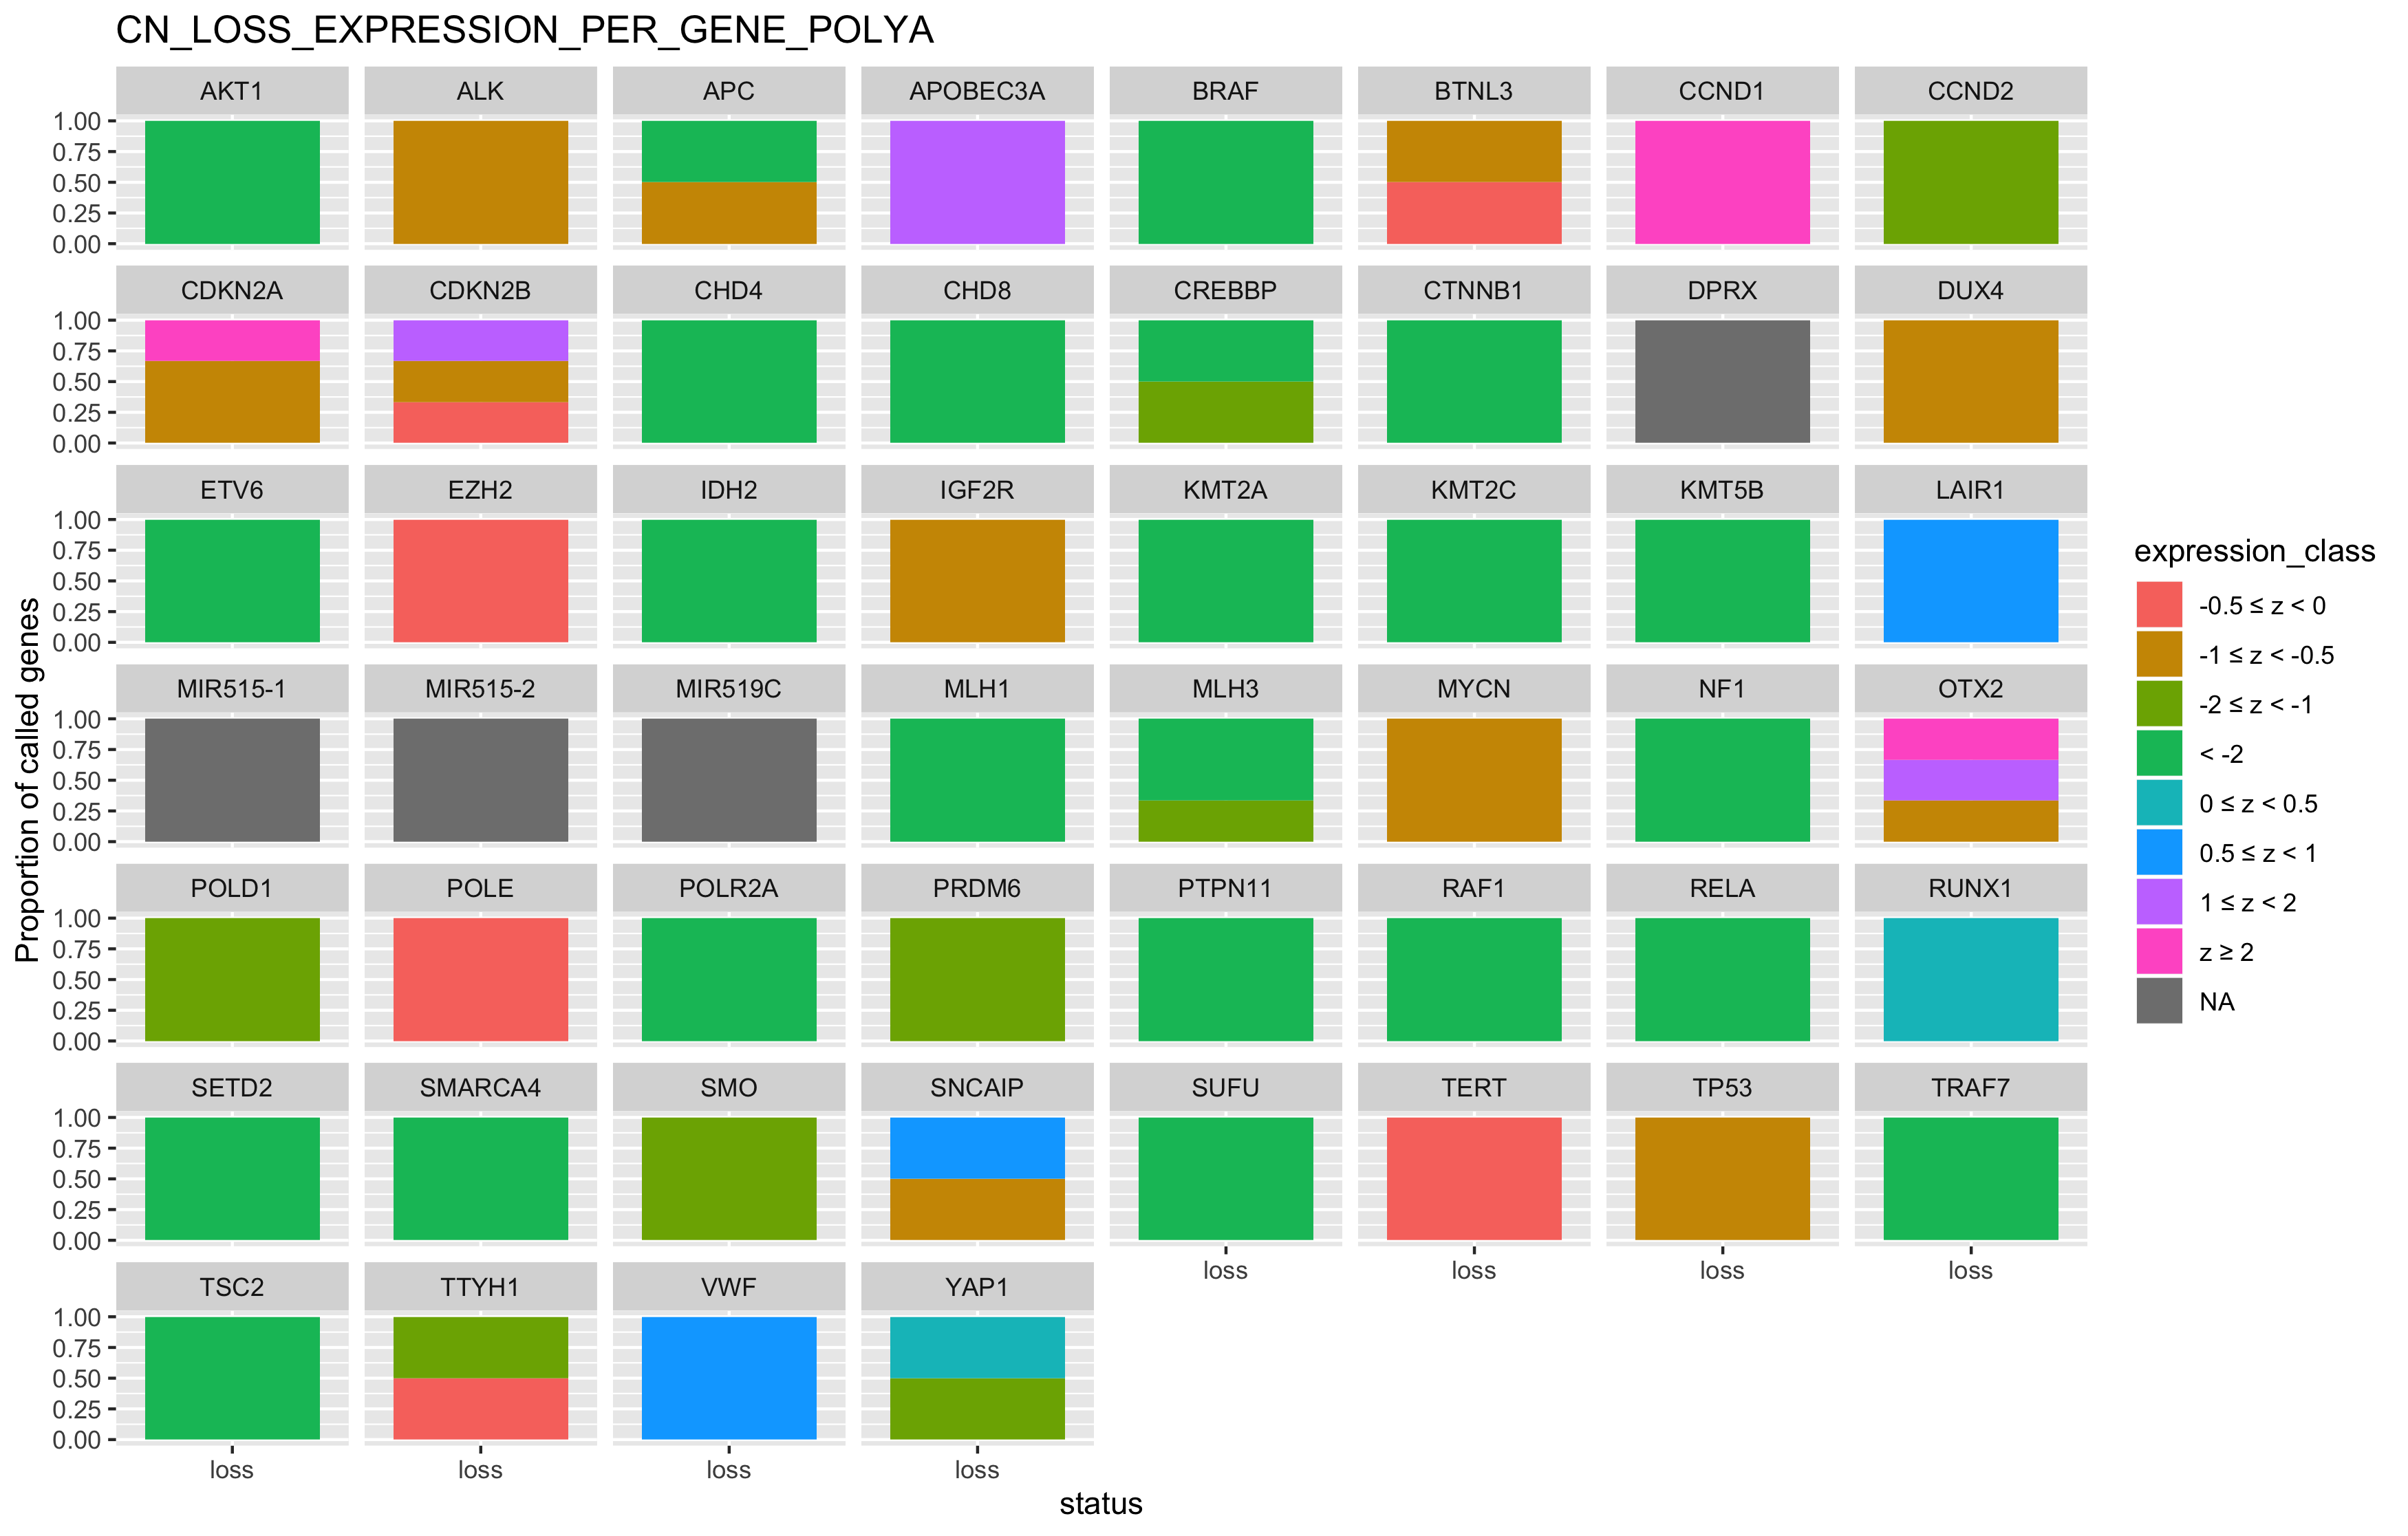 CN_LOSS_EXPRESSION_PER_GENE_POLYA
AKT1 ALK APC APOBEC3A BRAF BTNL3 CCND1 CCND2
1.00
0.75
0.50
0.25
0.00
CDKN2A CDKN2B CHD4 CHD8 CREBBP CTNNB1 DPRX DUX4
1.00
0.75
0.50
0.25
0.00
ETV6 EZH2 IDH2 IGF2R KMT2A KMT2C KMT5B LAIR1
1.00
0.75
0.50
0.25
0.00
MIR515-1 MIR515-2 MIR519C MLH1 MLH3 MYCN NF1 OTX2
1.00
0.75
0.50
0.25
0.00
POLD1 POLE POLR2A PRDM6 PTPN11 RAF1 RELA RUNX1
1.00
0.75
0.50
0.25
0.00
SETD2 SMARCA4 SMO SNCAIP SUFU TERT TP53 TRAF7
1.00
0.75
0.50
0.25
0.00
loss loss loss loss
TSC2 TTYH1 VWF YAP1
1.00
0.75
0.50
0.25
0.00
loss loss loss loss
status
Proportion of called genes
expression_class
-0.5 ≤ z < 0
-1 ≤ z < -0.5
-2 ≤ z < -1
< -2
0 ≤ z < 0.5
0.5 ≤ z < 1
1 ≤ z < 2
z ≥ 2
NA